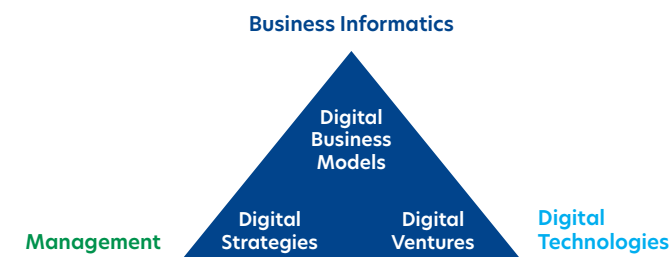 Business Informatics
Digital
Business
Models
Digital
Strategies
Digital
Ventures
Management
Digital
Technologies